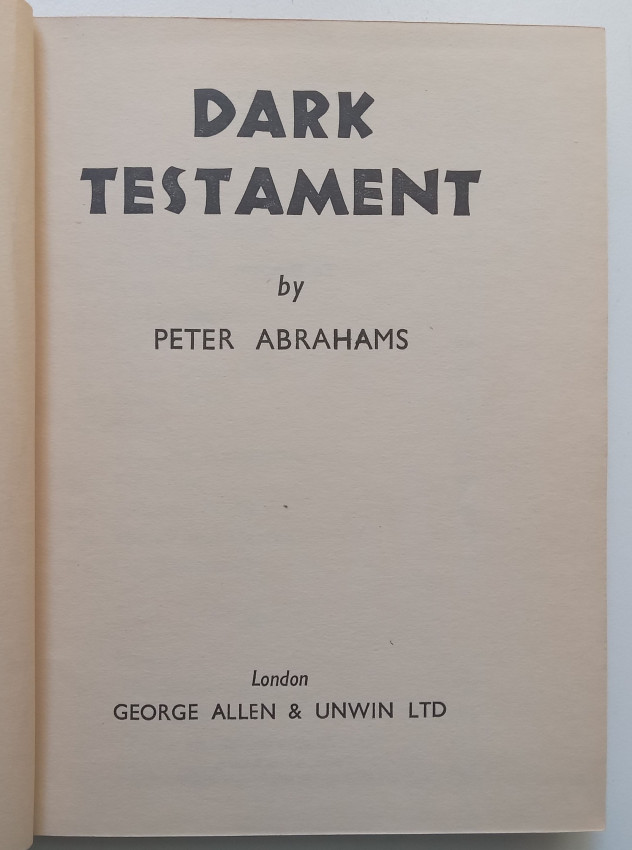 DARK
TESTAMENT
by
PETER ABRAHAMS
London
GEORGE ALLEN & UNWIN LTD